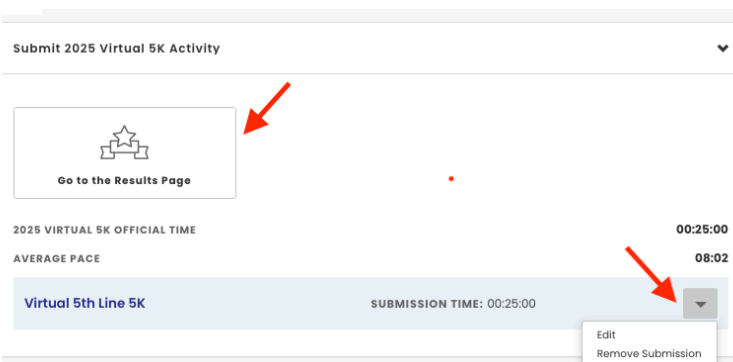 Submit 2025 Virtual 5K Activity
Go to the Results Page
2025 VIRTUAL 5K OFFICIAL TIME 00:25:00
AVERAGE PACE 08:02
Virtual 5th Line 5K SUBMISSION TIME: 00:25:00
Edit
Remove Submission